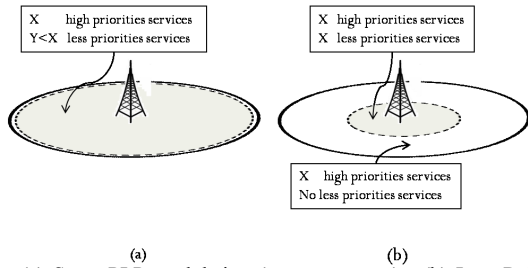 X high priorities services
Y<X less priorities services
X high priorities services
X less priorities services
X high priorities services
No less priorities services
(a)
(b)